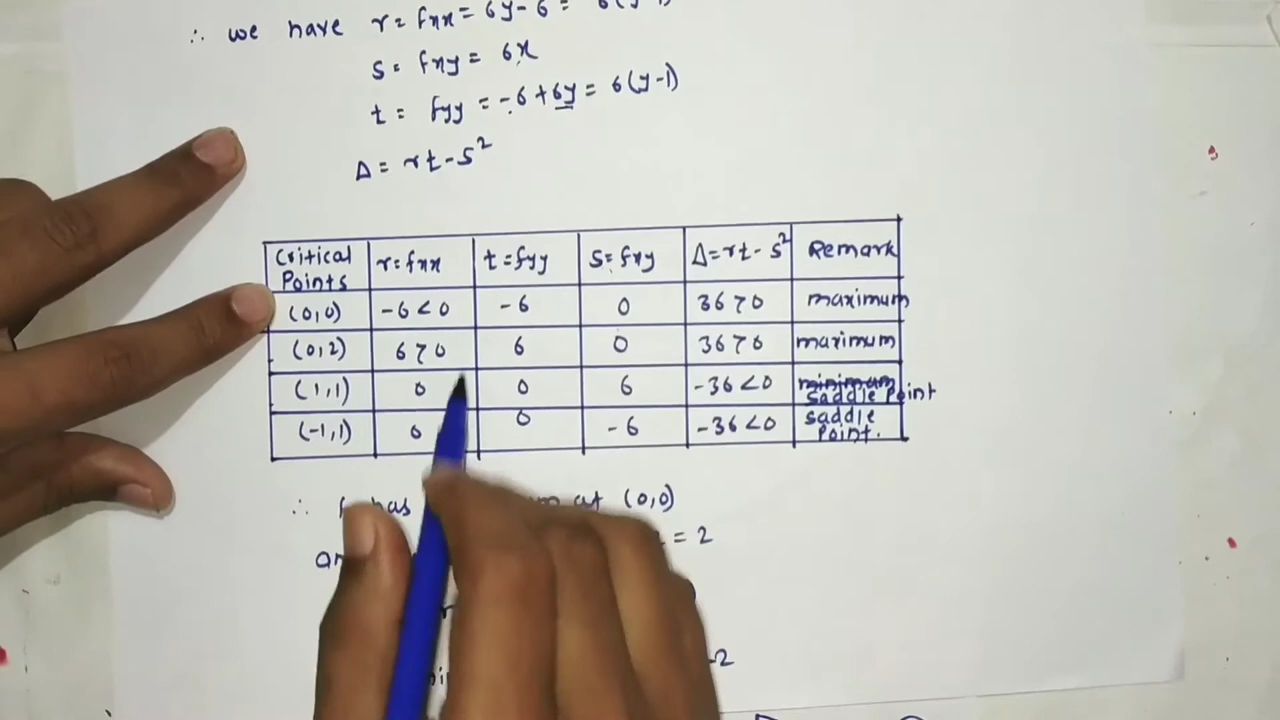 ∴ we have r = fxx = 6y - 6 = 6(y-1)
s = fxy = 6x
t = fyy = -6 + 6y = 6(y-1)
Δ = rt - s²
Critical Points | r = fxx | t = fyy | s = fxy | Δ = rt - s² | Remark
(0,0) | -6 < 0 | -6 | 0 | 36 > 0 | maximum
(0,2) | 6 > 0 | 6 | 0 | 36 > 0 | maximum
(1,1) | 0 | 0 | 6 | -36 < 0 | minimum saddle Point
(-1,1) | 0 | 0 | -6 | -36 < 0 | saddle Point.
∴ f has at (0,0)
= 2
-2